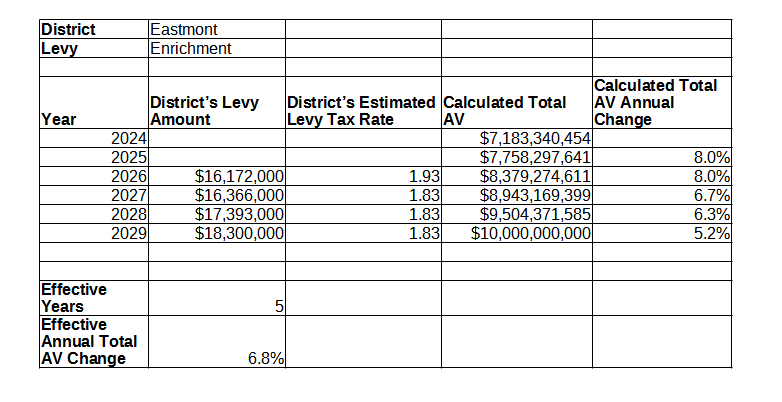 District Eastmont
Levy Enrichment
Calculated Total
District’s Levy District’s Estimated Calculated Total AV Annual
Year Amount Levy Tax Rate AV Change
2024 $7,183,340,454
2025 $7,758,297,641 8.0%
2026 $16,172,000 1.93 $8,379,274,611 8.0%
2027 $16,366,000 1.83 $8,943,169,399 6.7%
2028 $17,393,000 1.83 $9,504,371,585 6.3%
2029 $18,300,000 1.83 $10,000,000,000 5.2%
Effective
Years 5
Effective
Annual Total
AV Change 6.8%